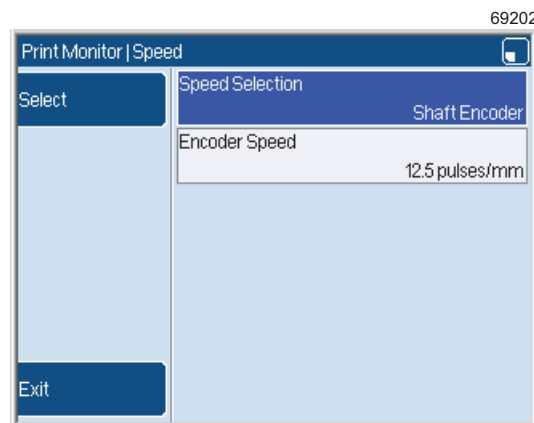 69202
Print Monitor | Speed
Select
Speed Selection
Shaft Encoder
Encoder Speed
12.5 pulses/mm
Exit